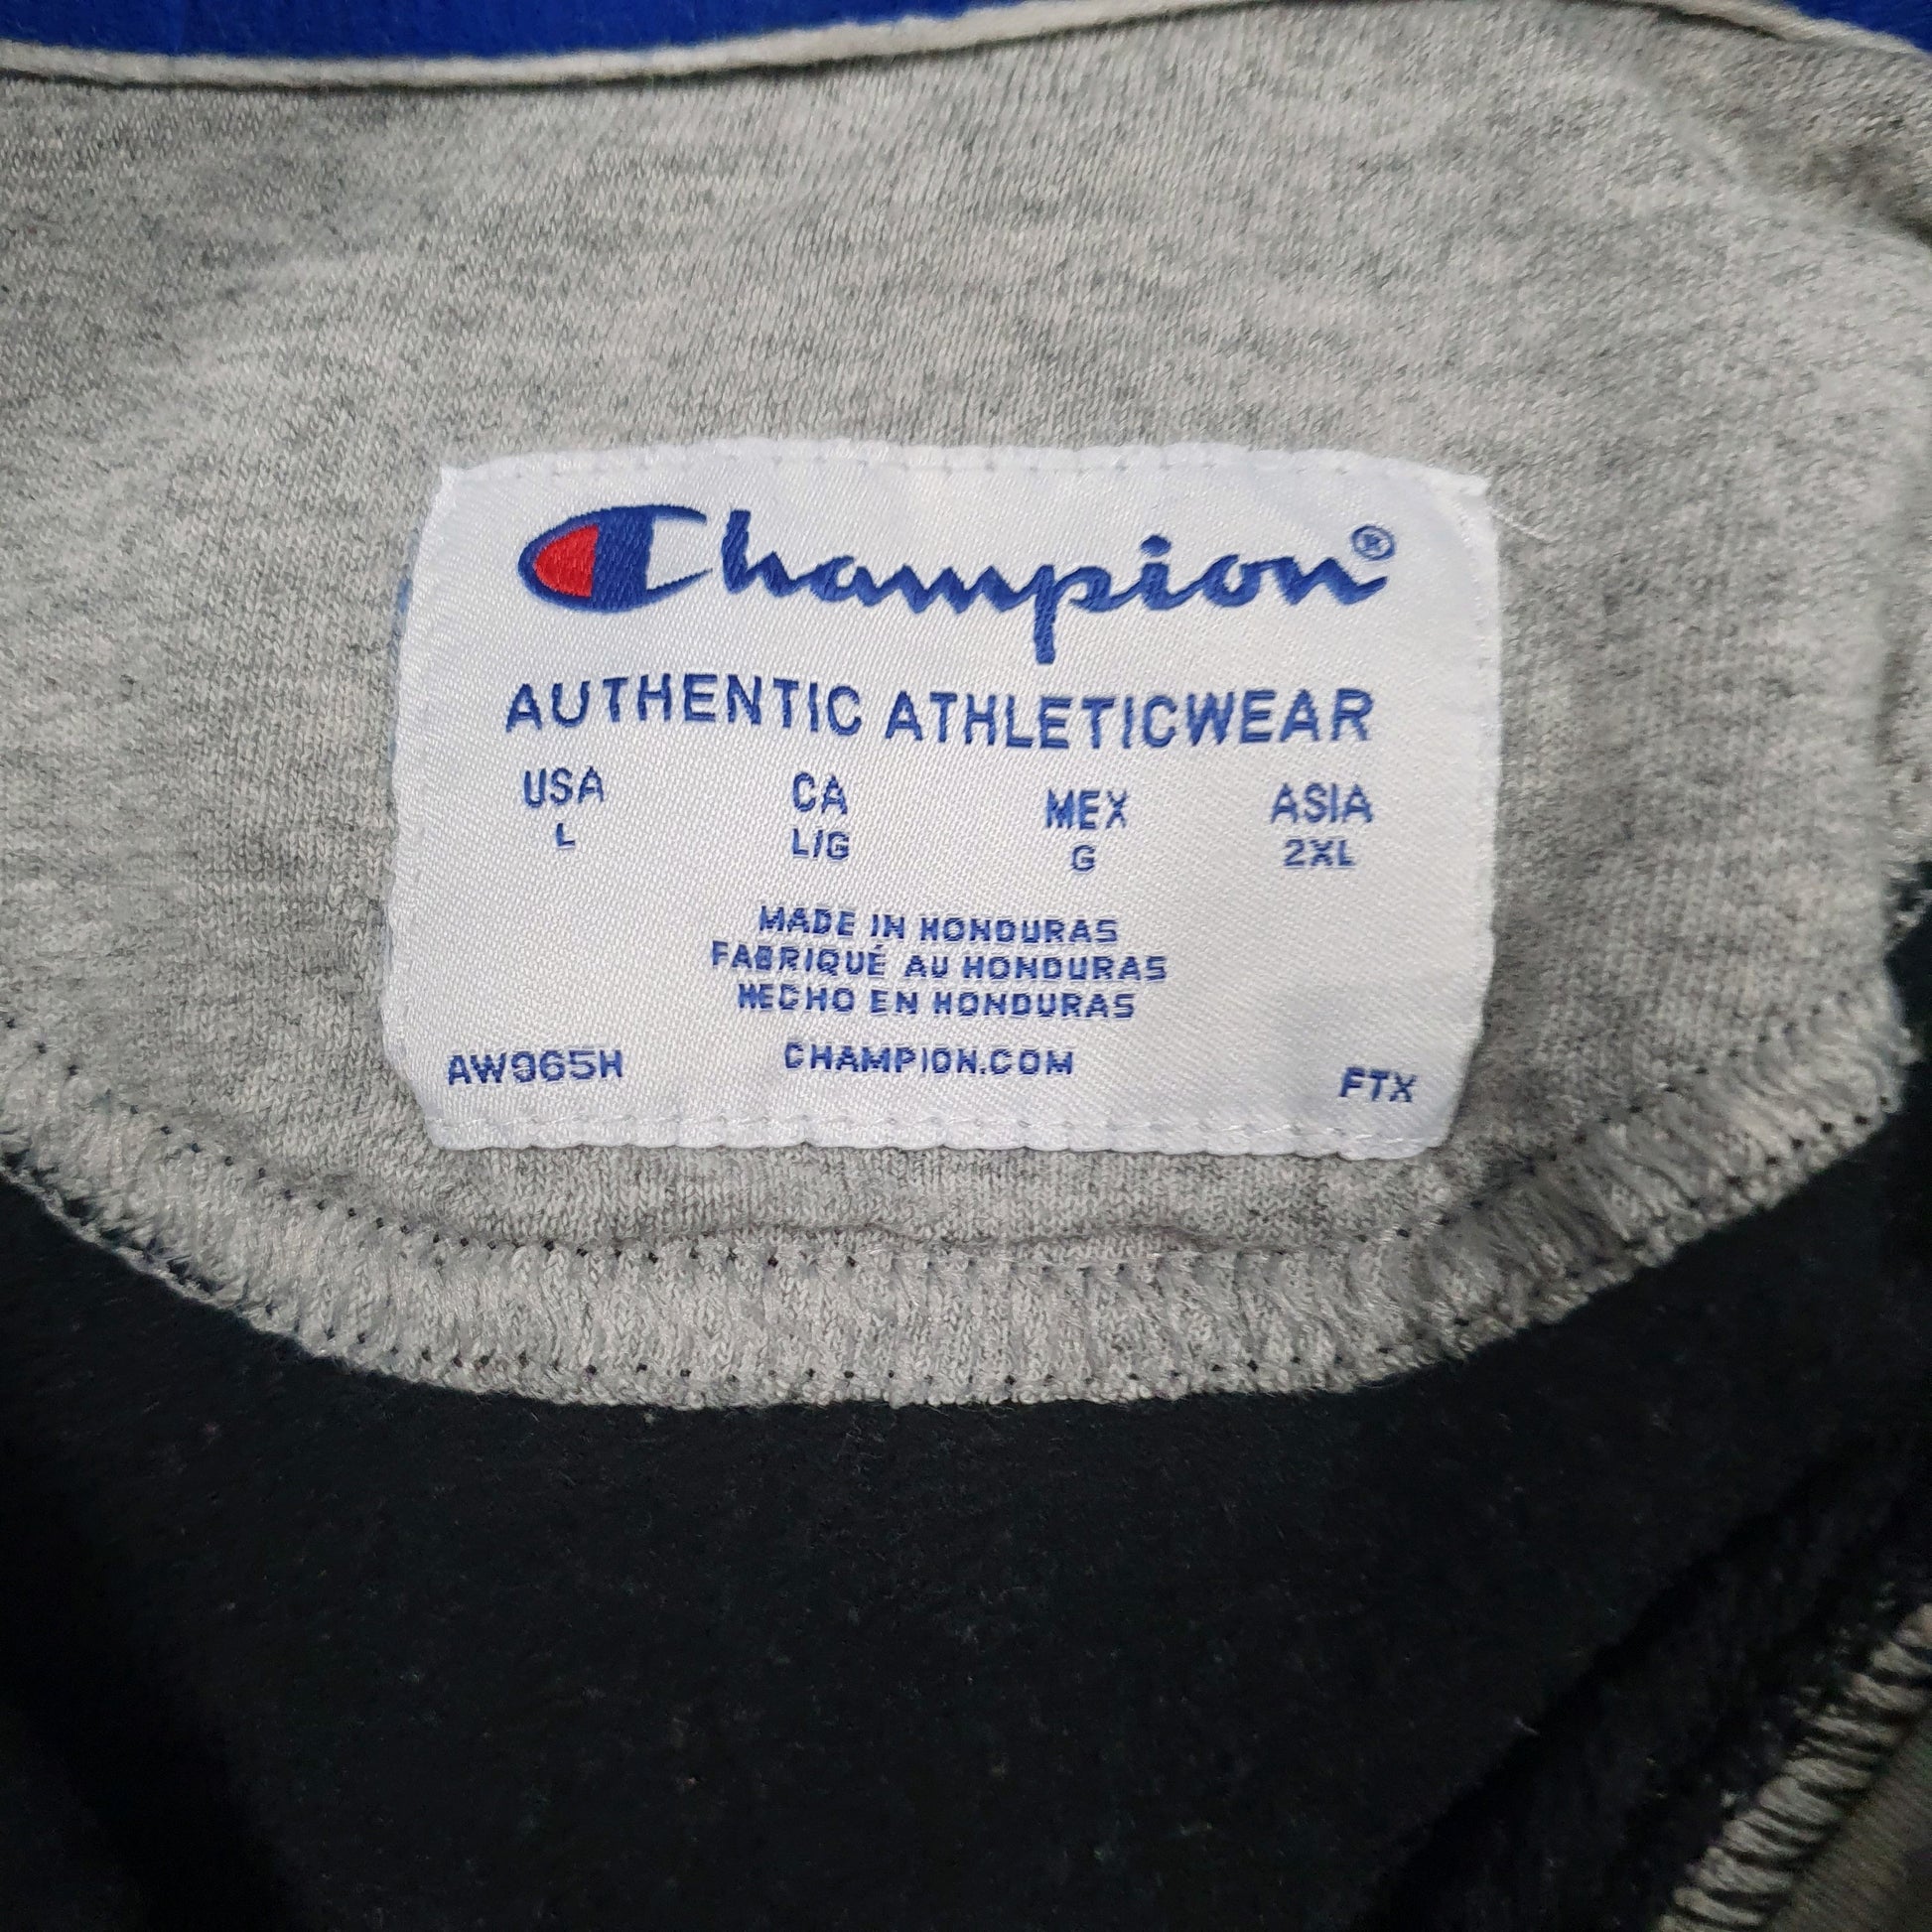 Champion®
AUTHENTIC ATHLETICWEAR
USA CA MEX ASIA
L L/G G 2XL
MADE IN HONDURAS
FABRIQUÉ AU HONDURAS
HECHO EN HONDURAS
AW965H CHAMPION.COM FTX